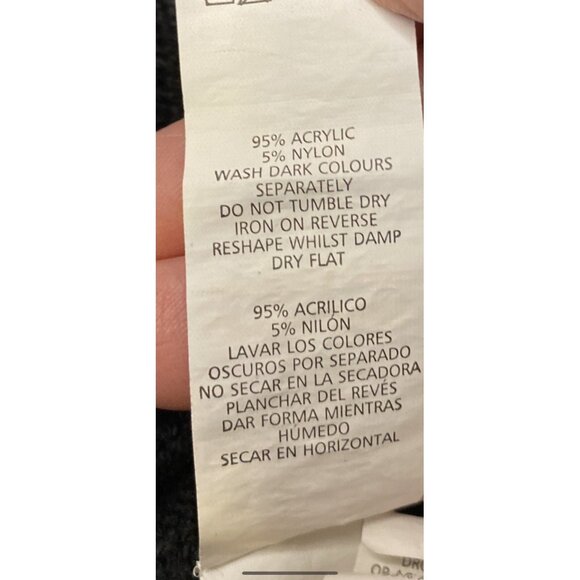 95% ACRYLIC
5% NYLON
WASH DARK COLOURS
SEPARATELY
DO NOT TUMBLE DRY
IRON ON REVERSE
RESHAPE WHILST DAMP
DRY FLAT
95% ACRILICO
5% NILÓN
LAVAR LOS COLORES
OSCUROS POR SEPARADO
NO SECAR EN LA SECADORA
PLANCHAR DEL REVÉS
DAR FORMA MIENTRAS
HÚMEDO
SECAR EN HORIZONTAL